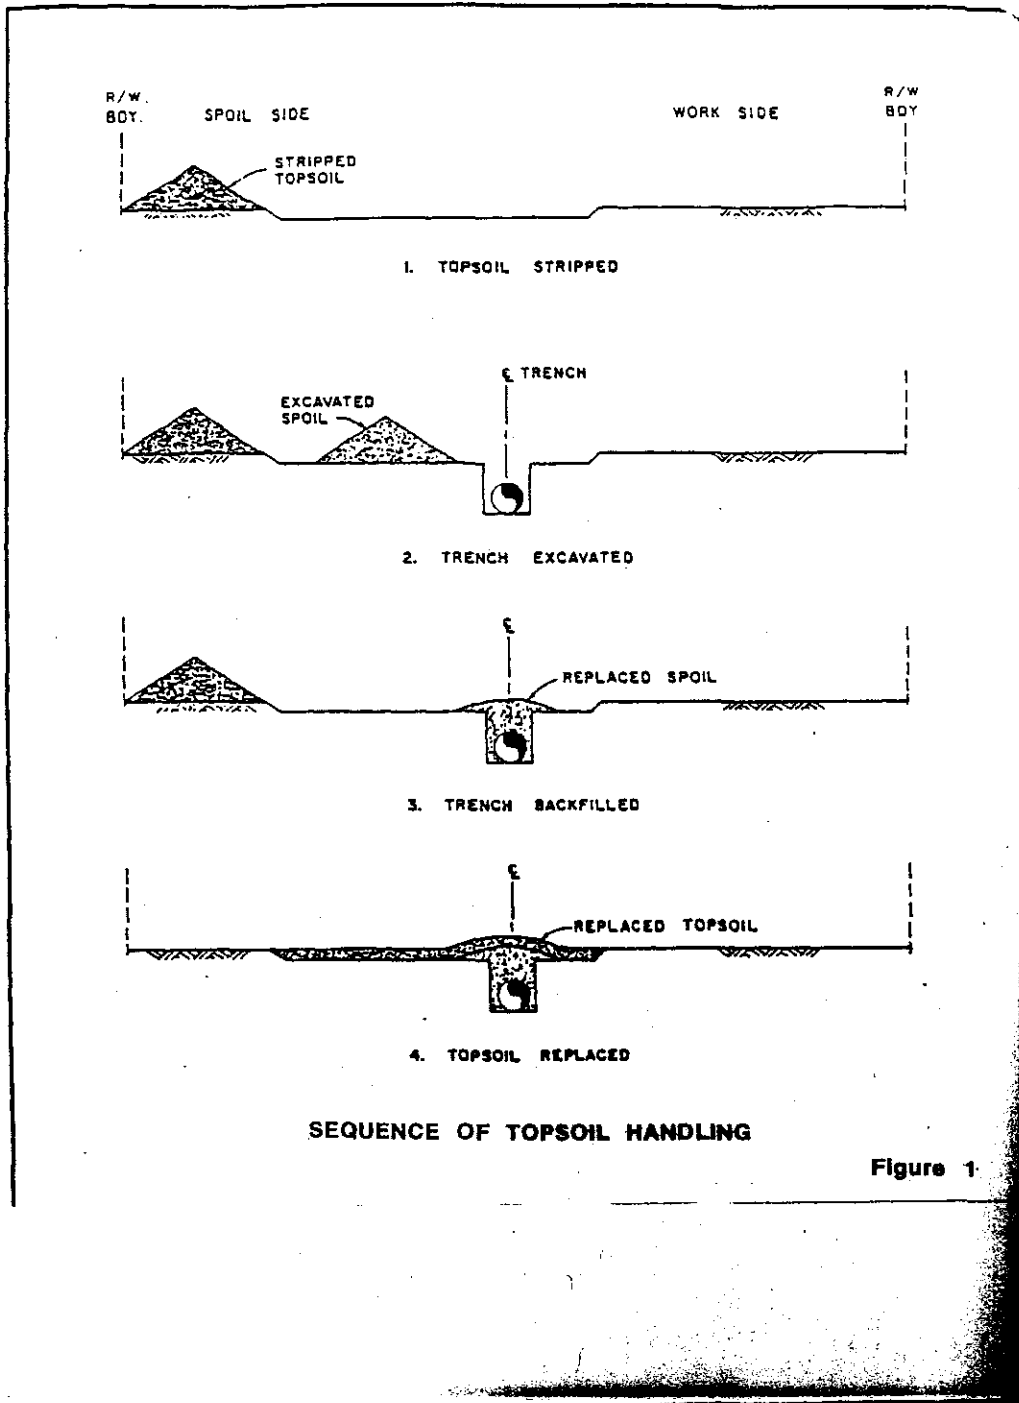 R/W.
BDY.
SPOIL SIDE
WORK SIDE
R/W
BDY
STRIPPED
TOPSOIL
1. TOPSOIL STRIPPED
℄ TRENCH
EXCAVATED
SPOIL
2. TRENCH EXCAVATED
℄
REPLACED SPOIL
3. TRENCH BACKFILLED
℄
REPLACED TOPSOIL
4. TOPSOIL REPLACED
SEQUENCE OF TOPSOIL HANDLING
Figure 1